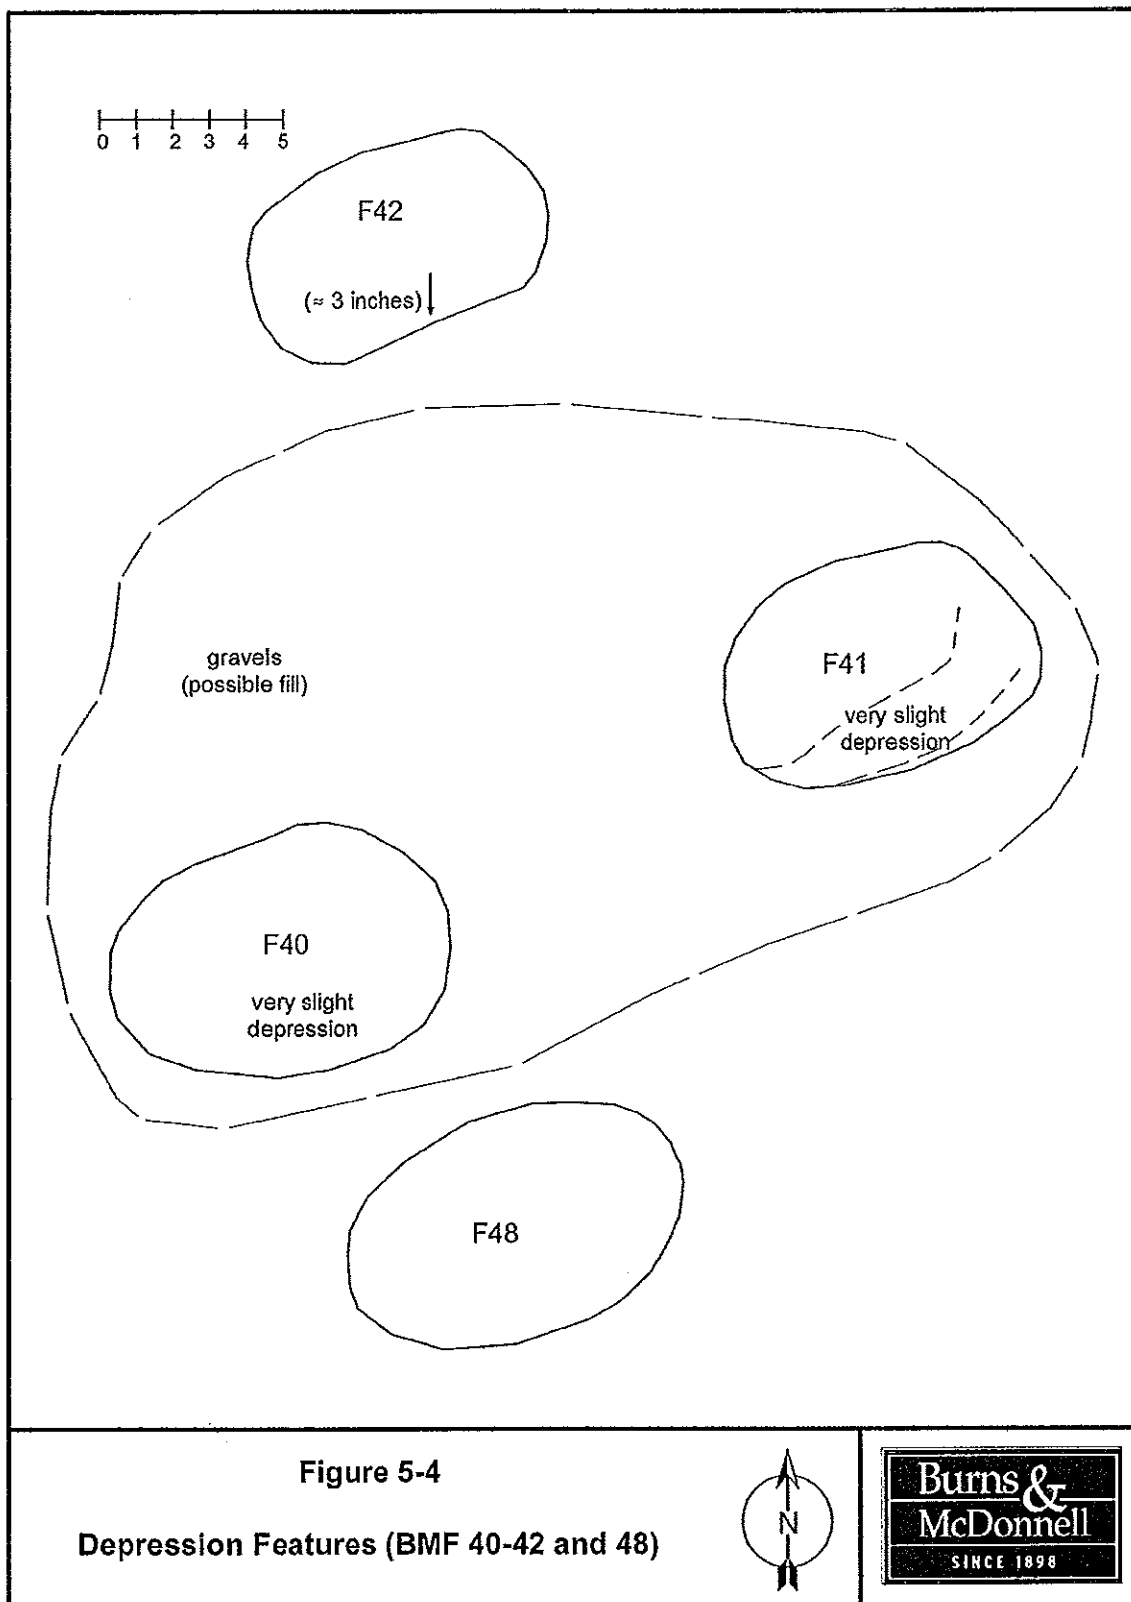 0 1 2 3 4 5
F42
(≈ 3 inches)
gravels
(possible fill)
F41
very slight
depression
F40
very slight
depression
F48
Figure 5-4
Depression Features (BMF 40-42 and 48)
N
Burns &
McDonnell
SINCE 1898